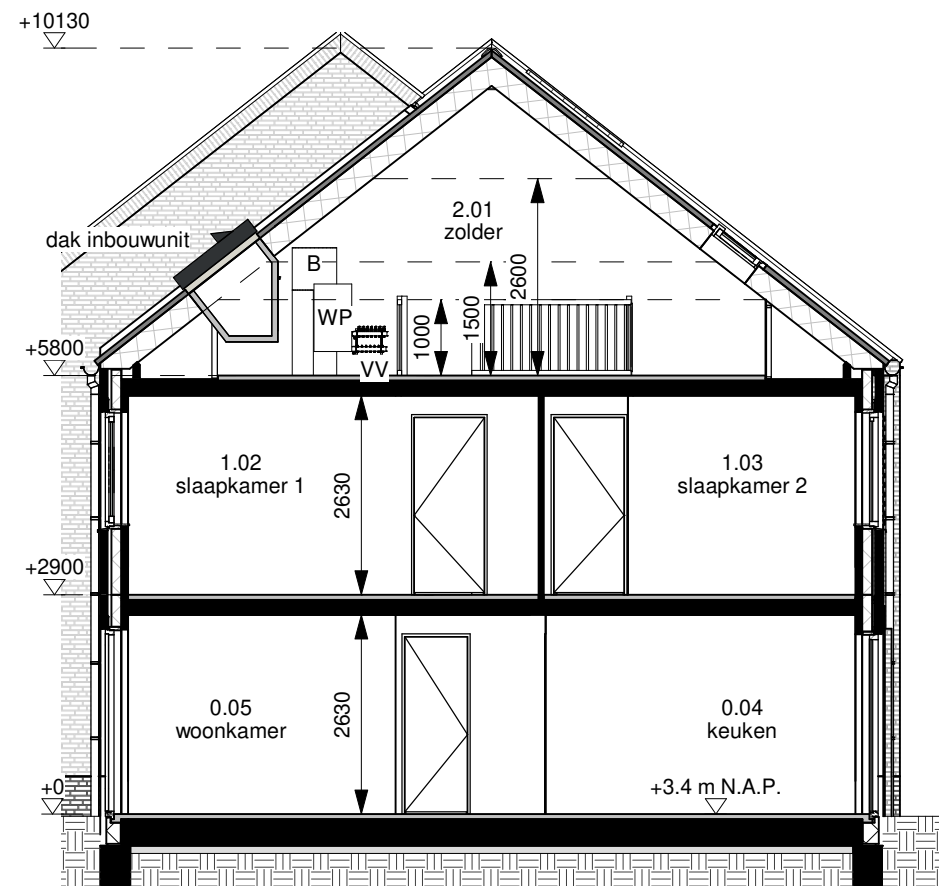 +10130
2.01
zolder
dak inbouwunit
B
2600
WP
1500
1000
+5800
VV
1.02
slaapkamer 1
2630
1.03
slaapkamer 2
+2900
0.05
woonkamer
2630
0.04
keuken
+0
+3.4 m N.A.P.